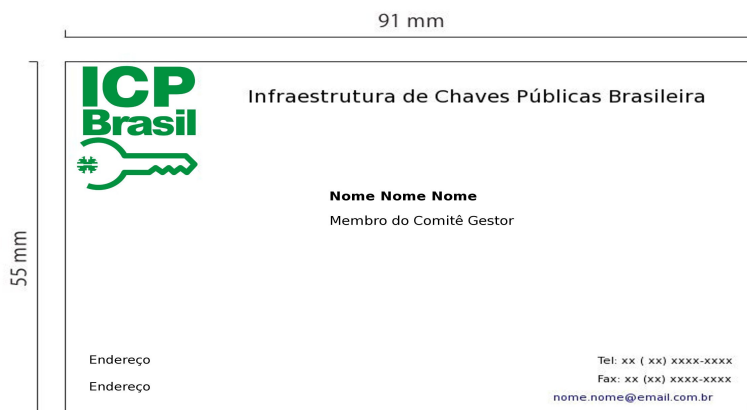 91 mm
ICP
Brasil
Infraestrutura de Chaves Públicas Brasileira
Nome Nome Nome
Membro do Comitê Gestor
55 mm
Endereço
Endereço
Tel: xx ( xx) xxxx-xxxx
Fax: xx (xx) xxxx-xxxx
nome.nome@email.com.br